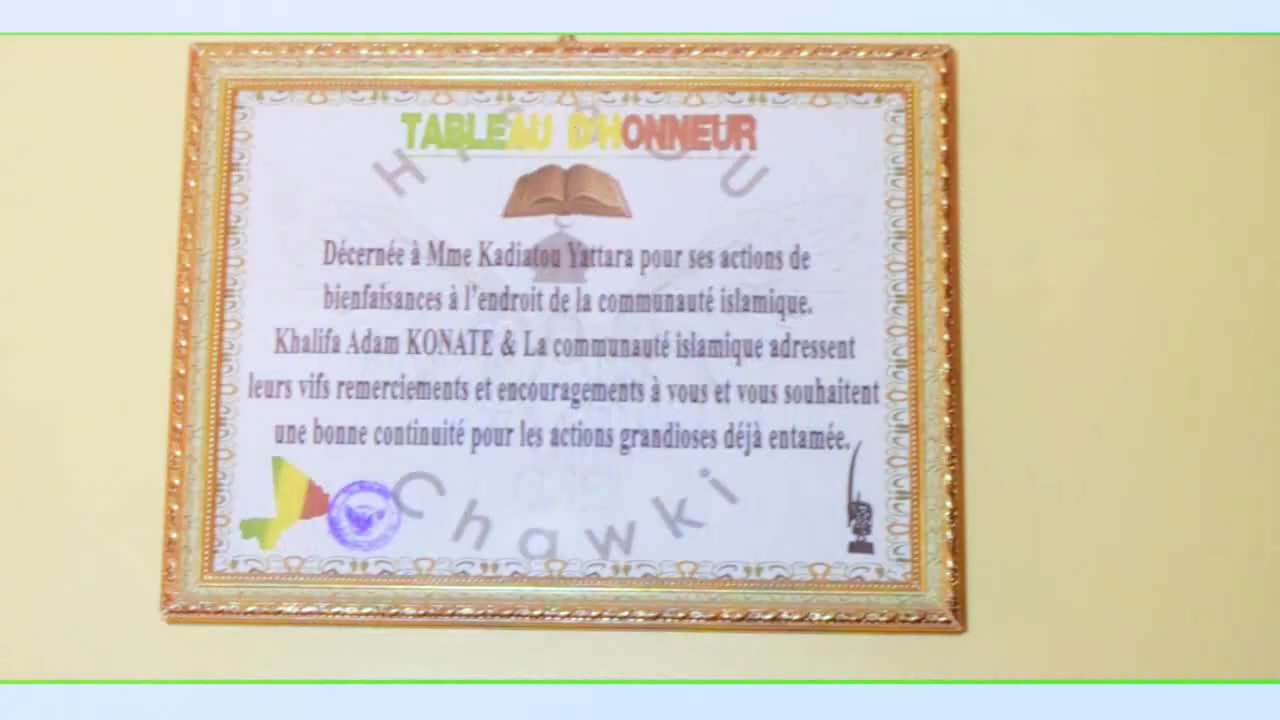 TABLEAU D'HONNEUR
Décernée à Mme Kadiatou Yattara pour ses actions de
bienfaisances à l'endroit de la communauté islamique.
Khalifa Adam KONATE & La communauté islamique adressent
leurs vifs remerciements et encouragements à vous et vous souhaitent
une bonne continuité pour les actions grandioses déjà entamée.
Chawki